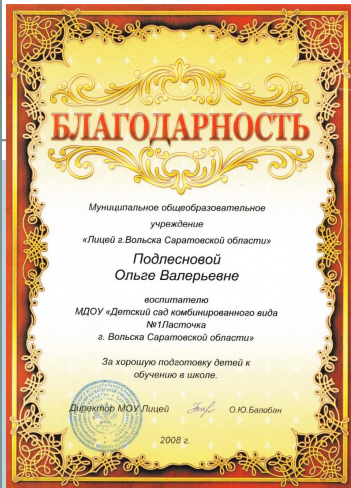 БЛАГОДАРНОСТЬ
Муниципальное общеобразовательное
учреждение
«Лицей г.Вольска Саратовской области»
Подлесновой
Ольге Валерьевне
воспитателю
МДОУ «Детский сад комбинированного вида
№1Ласточка
г. Вольска Саратовской области»
За хорошую подготовку детей к
обучению в школе.
Директор МОУ Лицей О.Ю.Балобан
2008 г.